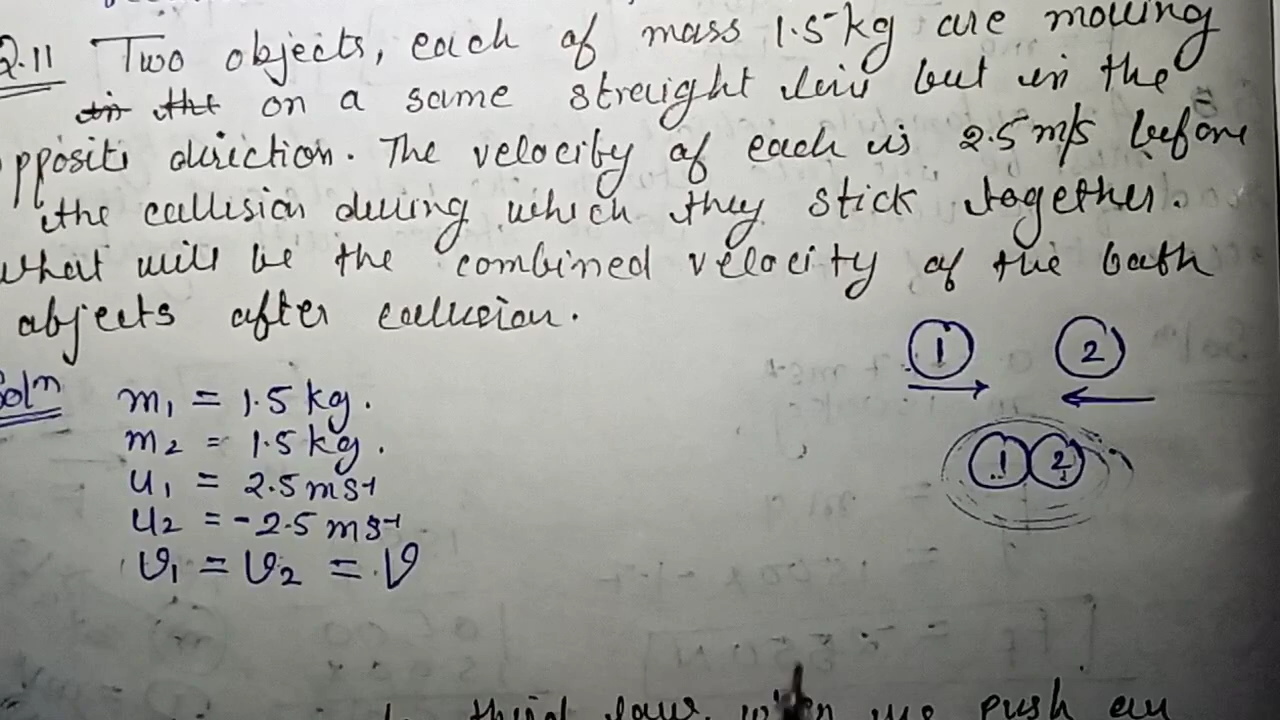 Q.11 Two objects, each of mass 1.5 kg are moving
on a same straight line but in the
opposite direction. The velocity of each is 2.5 m/s before
the collision during which they stick together.
what will be the combined velocity of the both
objects after collision.
1 2
Solⁿ m₁ = 1.5 kg.
m₂ = 1.5 kg.
1 2
u₁ = 2.5 ms⁻¹
u₂ = -2.5 ms⁻¹
v₁ = v₂ = v
third law, when we push an